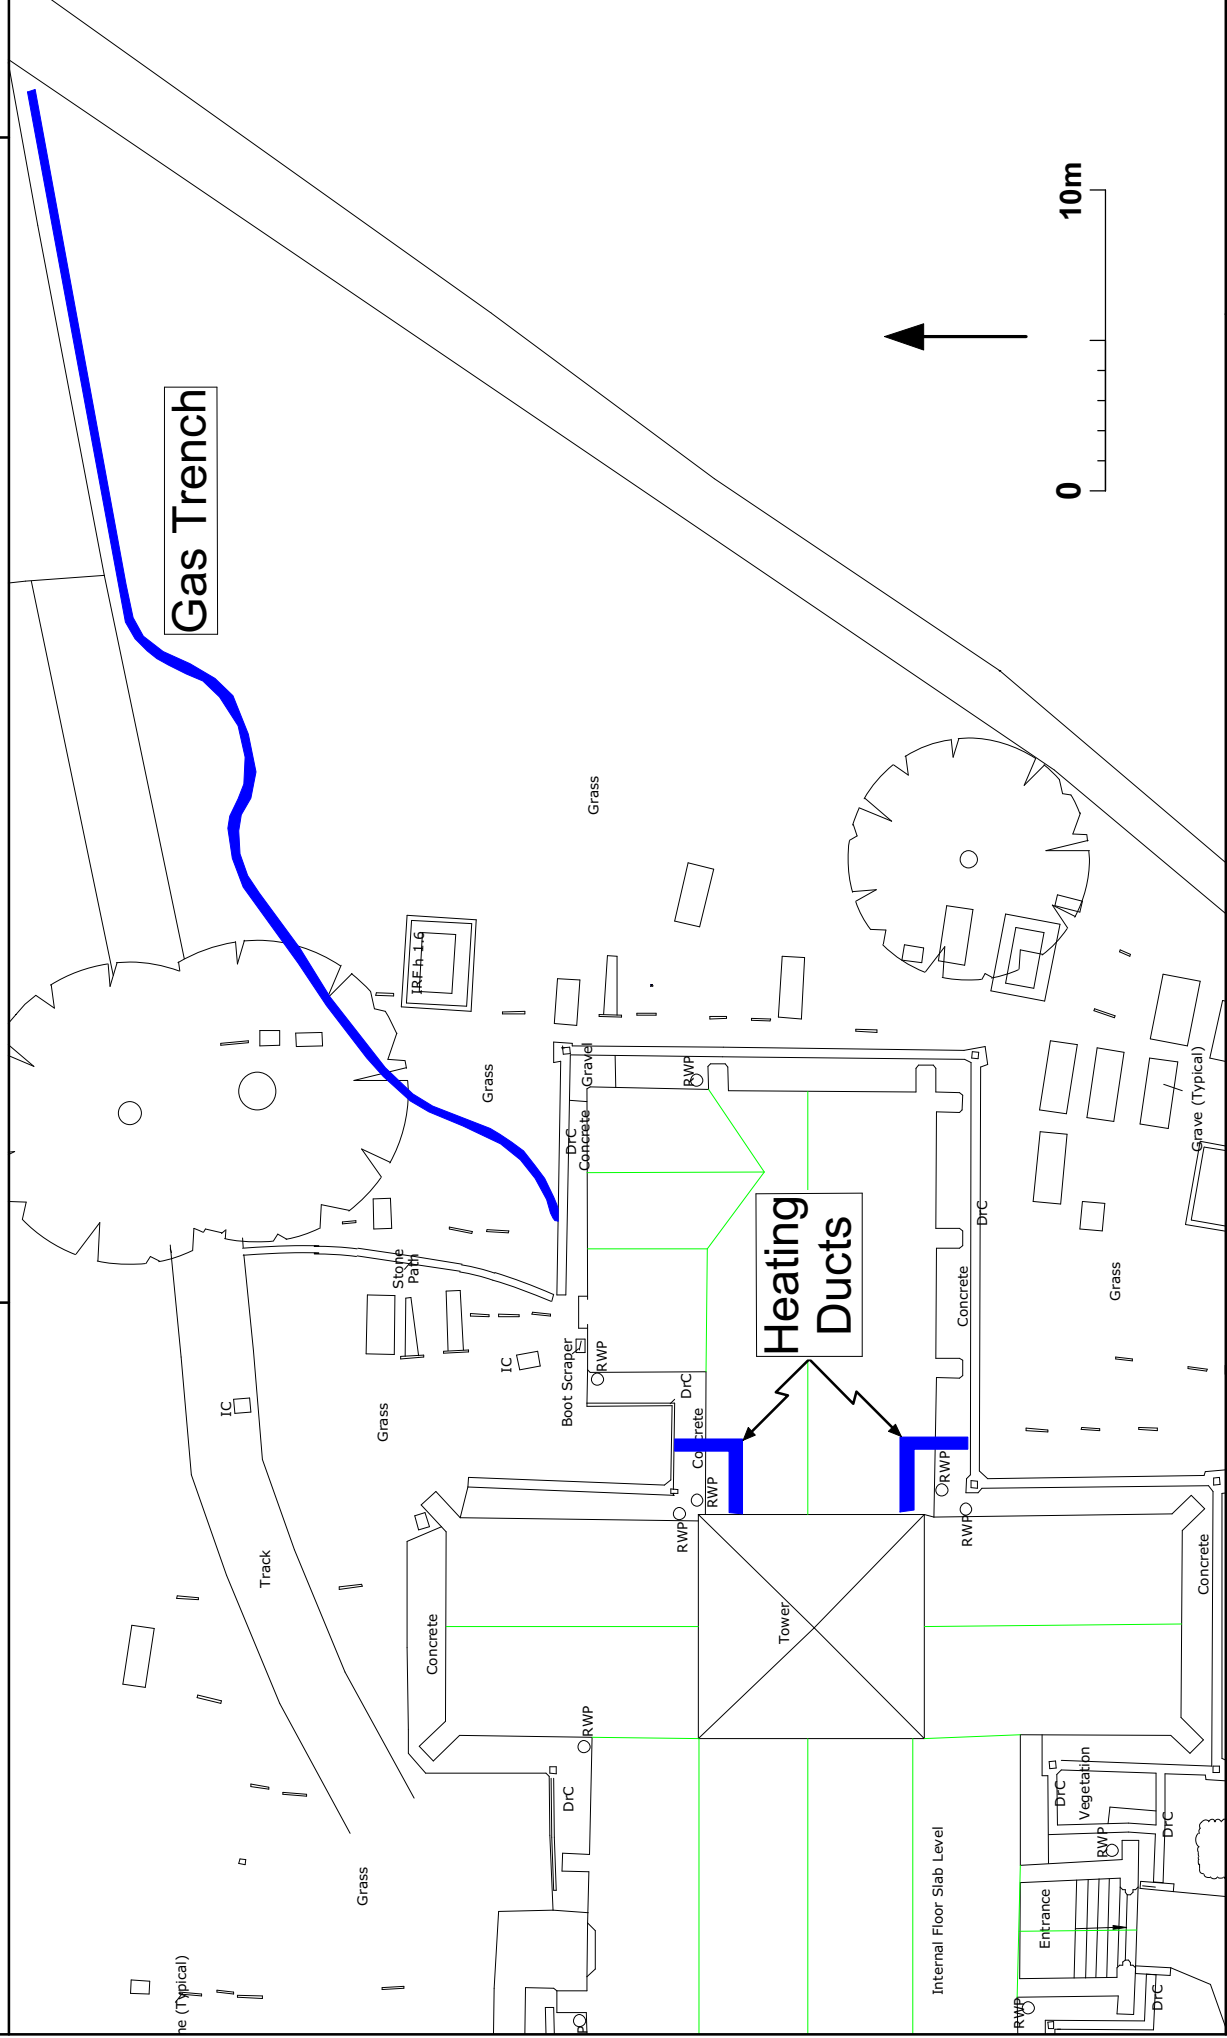 Gas Trench
10m
0
Grass
IRF h 1.6
Grass
Gravel
DrC
Concrete
RWP
Grave (Typical)
DrC
Heating
Ducts
Stone
Path
IC
Boot Scraper
RWP
IC
Grass
DrC
Concrete
RWP
RWP
Concrete
Grass
RWP
RWP
Track
Concrete
Tower
Concrete
RWP
DrC
Grass
Internal Floor Slab Level
DrC
Vegetation
RWP
DrC
Entrance
RWP
DrC
ne (Typical)
P